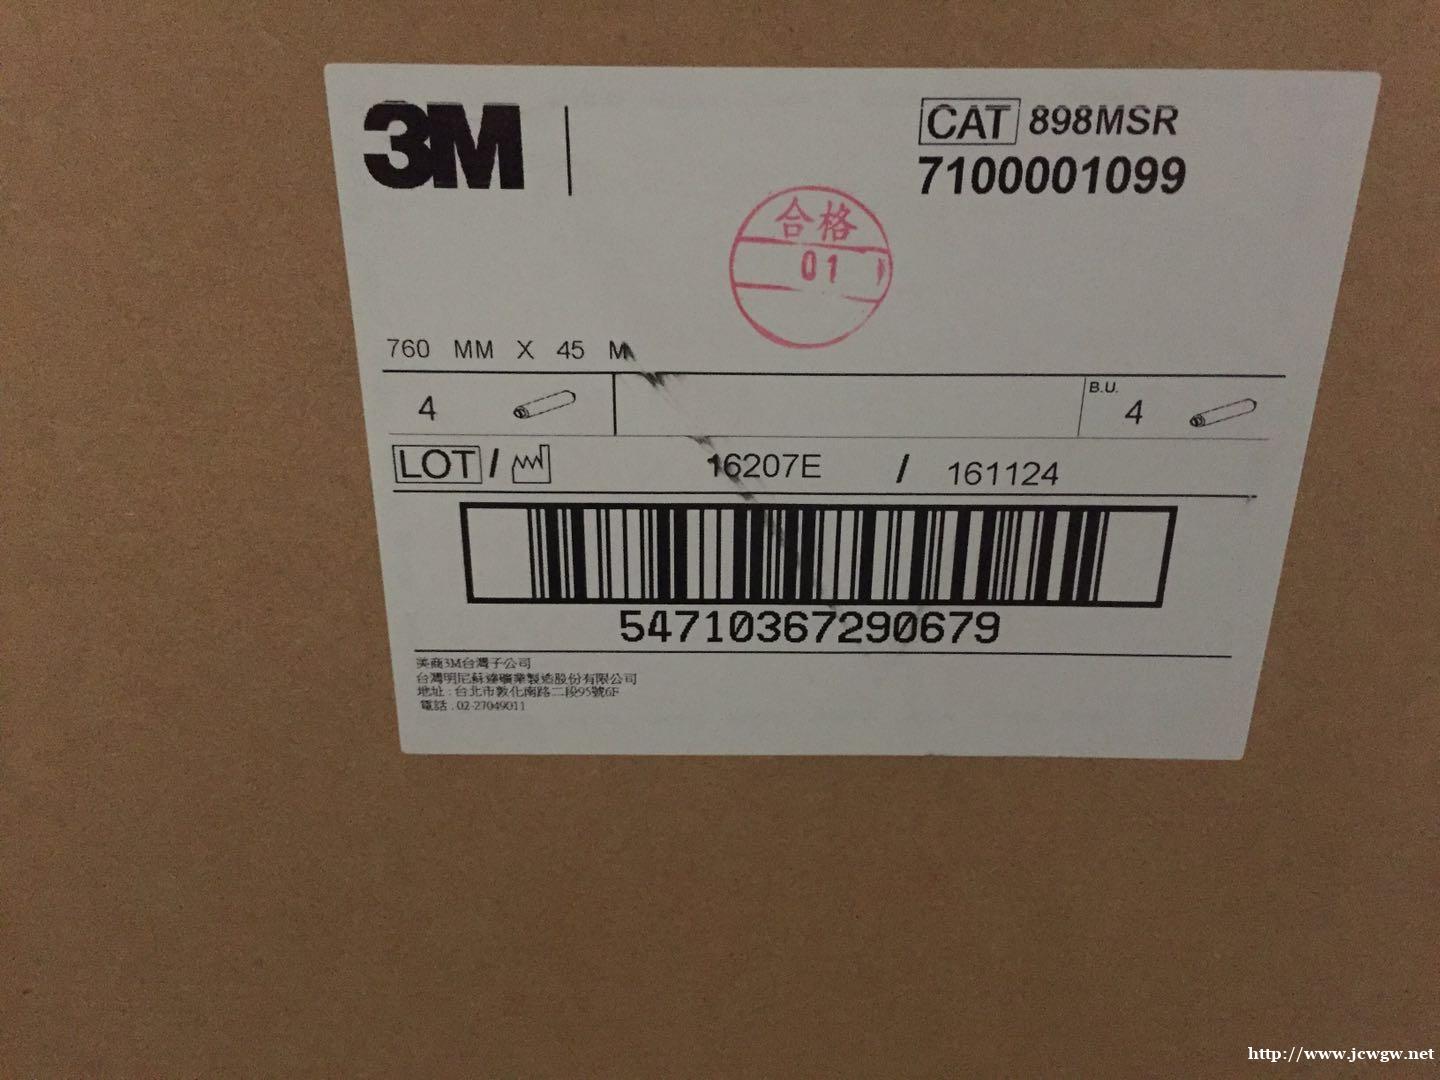 3M
CAT 898MSR
7100001099
合格
01
760 MM X 45 M
4
B.U.
4
LOT / 16207E / 161124
54710367290679
美商3M台灣子公司
台灣明尼蘇達礦業製造股份有限公司
地址：台北市敦化南路二段95號6F
電話：02-27049011
http://www.jcwgw.net